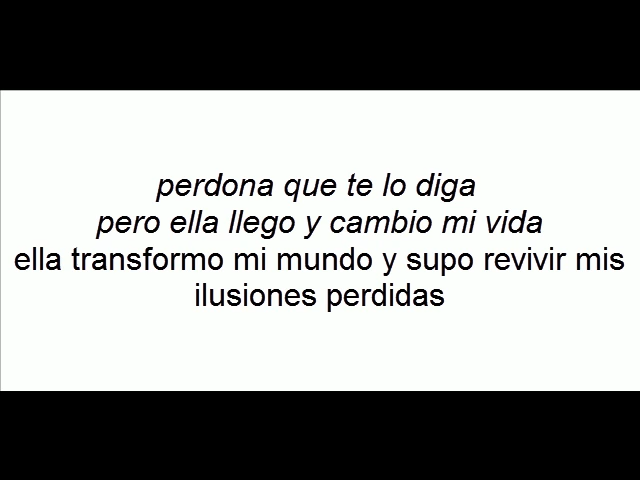 perdona que te lo diga
pero ella llego y cambio mi vida
ella transformo mi mundo y supo revivir mis
ilusiones perdidas